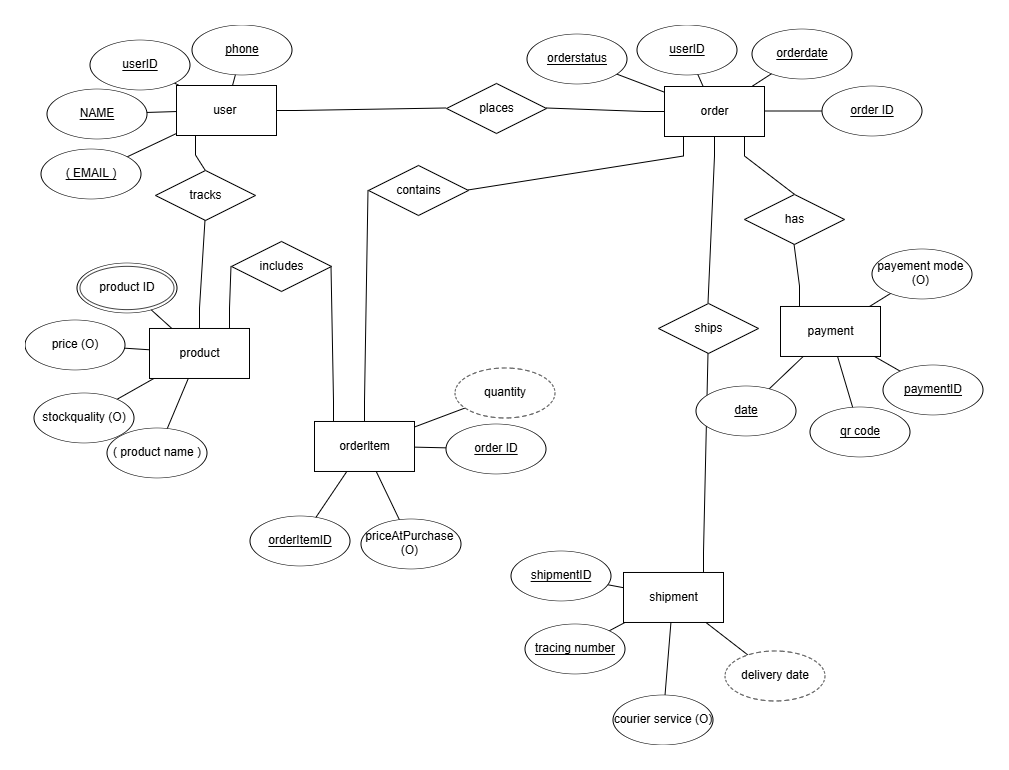 phone
userID
NAME
user
( EMAIL )
tracks
places
orderstatus
userID
orderdate
order
order ID
contains
has
includes
product ID
price (O)
product
stockquality (O)
( product name )
ships
payement mode
(O)
payment
paymentID
date
qr code
quantity
orderItem
order ID
orderItemID
priceAtPurchase
(O)
shipmentID
shipment
tracing number
delivery date
courier service (O)